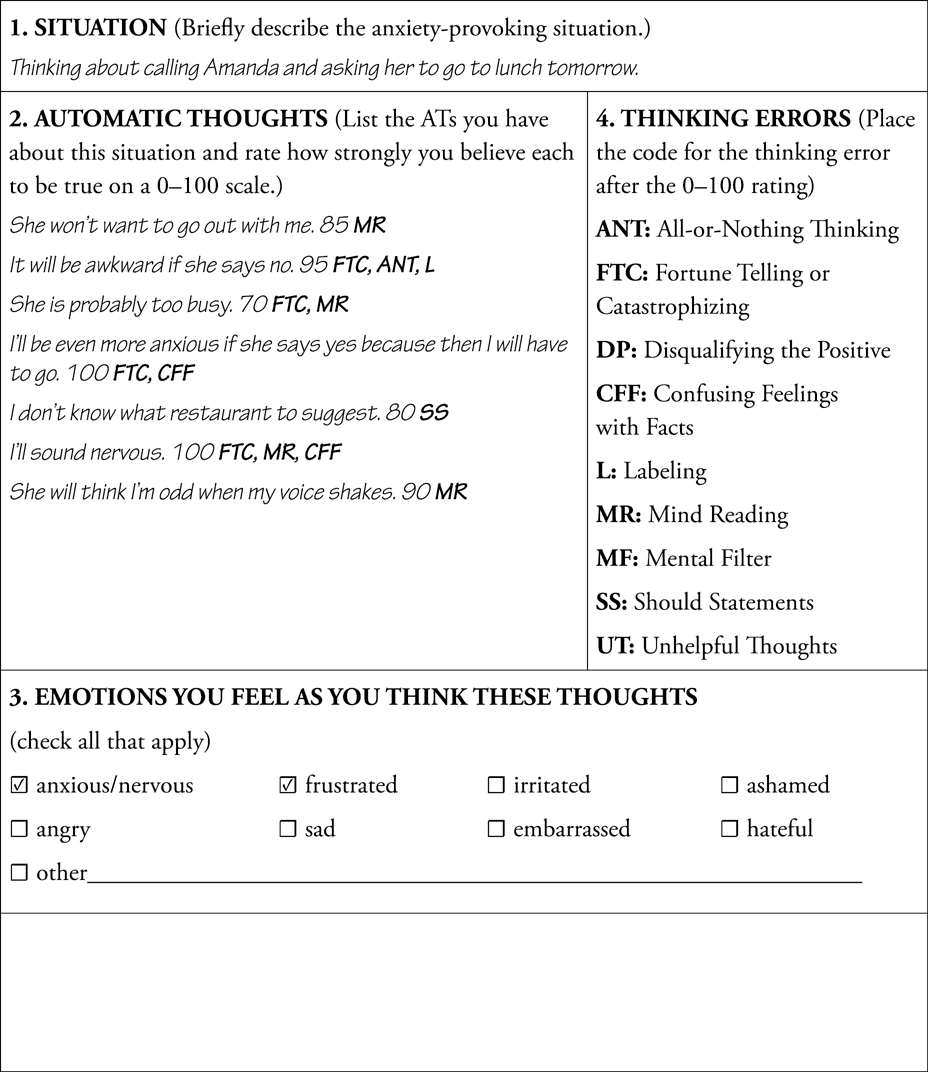 1. SITUATION (Briefly describe the anxiety-provoking situation.)
Thinking about calling Amanda and asking her to go to lunch tomorrow.
2. AUTOMATIC THOUGHTS (List the ATs you have
about this situation and rate how strongly you believe each
to be true on a 0–100 scale.)
She won't want to go out with me. 85 MR
It will be awkward if she says no. 95 FTC, ANT, L
She is probably too busy. 70 FTC, MR
I'll be even more anxious if she says yes because then I will have
to go. 100 FTC, CFF
I don't know what restaurant to suggest. 80 SS
I'll sound nervous. 100 FTC, MR, CFF
She will think I'm odd when my voice shakes. 90 MR
4. THINKING ERRORS (Place
the code for the thinking error
after the 0–100 rating)
ANT: All-or-Nothing Thinking
FTC: Fortune Telling or
Catastrophizing
DP: Disqualifying the Positive
CFF: Confusing Feelings
with Facts
L: Labeling
MR: Mind Reading
MF: Mental Filter
SS: Should Statements
UT: Unhelpful Thoughts
3. EMOTIONS YOU FEEL AS YOU THINK THESE THOUGHTS
(check all that apply)
☑ anxious/nervous ☑ frustrated ☐ irritated ☐ ashamed
☐ angry ☐ sad ☐ embarrassed ☐ hateful
☐ other